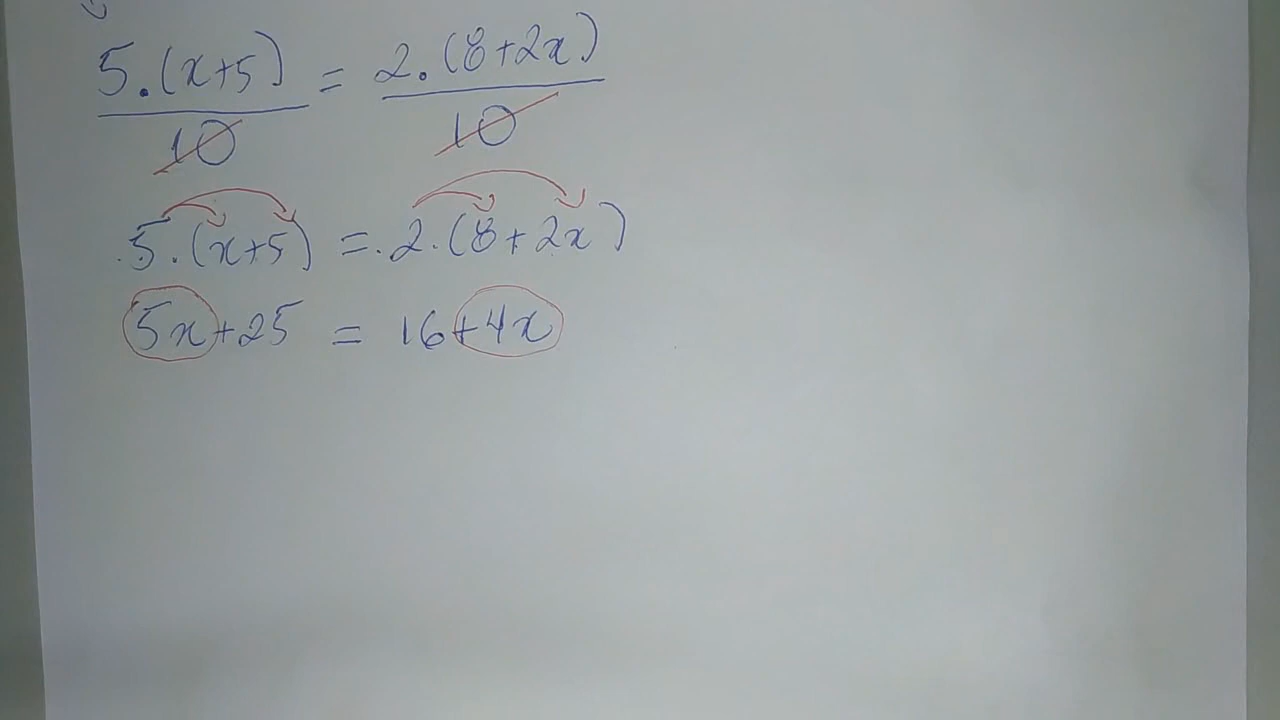 5.(x+5) = 2.(8+2x)
10 10
.5.(x+5) =.2.(8+2x)
5x+25 = 16+4x